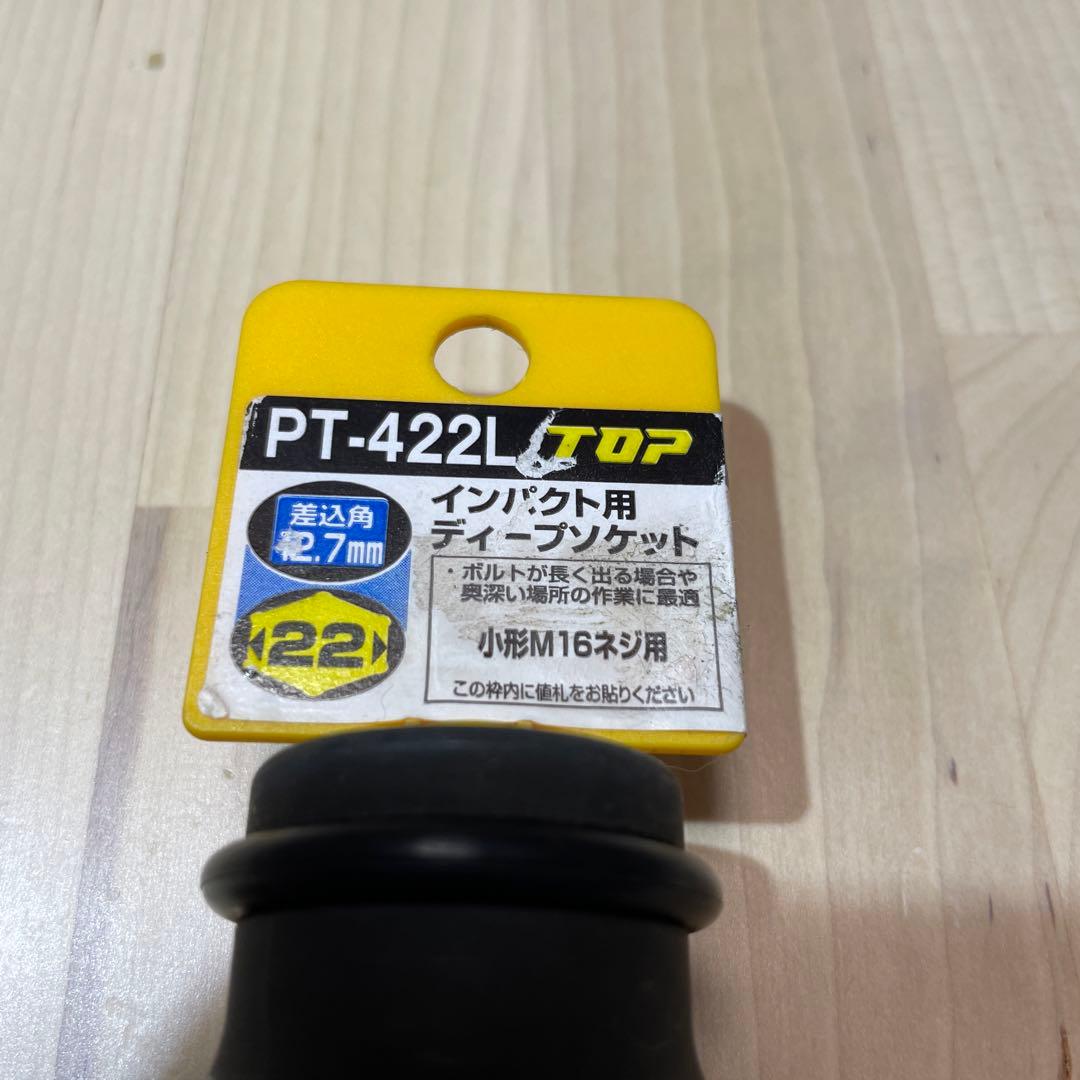 PT-422L TOP
差込角
12.7mm
22
インパクト用
ディープソケット
・ボルトが長く出る場合や
奥深い場所の作業に最適
小形M16ネジ用
この枠内に値札をお貼りください